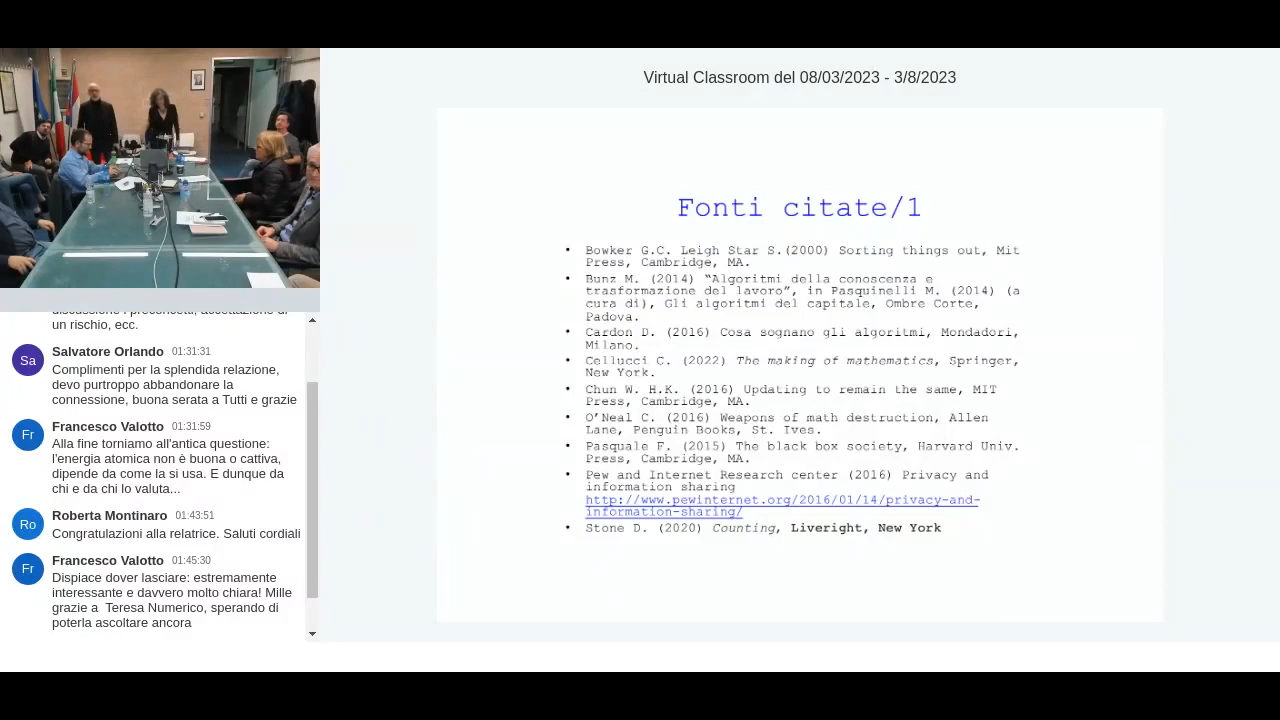 Virtual Classroom del 08/03/2023 - 3/8/2023
Fonti citate/1
• Bowker G.C. Leigh Star S.(2000) Sorting things out, Mit
Press, Cambridge, MA.
• Bunz M. (2014) “Algoritmi della conoscenza e
trasformazione del lavoro”, in Pasquinelli M. (2014) (a
cura di), Gli algoritmi del capitale, Ombre Corte,
Padova.
• Cardon D. (2016) Cosa sognano gli algoritmi, Mondadori,
Milano.
• Cellucci C. (2022) The making of mathematics, Springer,
New York.
• Chun W. H.K. (2016) Updating to remain the same, MIT
Press, Cambridge, MA.
• O’Neal C. (2016) Weapons of math destruction, Allen
Lane, Penguin Books, St. Ives.
• Pasquale F. (2015) The black box society, Harvard Univ.
Press, Cambridge, MA.
• Pew and Internet Research center (2016) Privacy and
information sharing
http://www.pewinternet.org/2016/01/14/privacy-and-
information-sharing/
• Stone D. (2020) Counting, Liveright, New York
discussione i preconcetti, accettazione di
un rischio, ecc.
Sa
Salvatore Orlando 01:31:31
Complimenti per la splendida relazione,
devo purtroppo abbandonare la
connessione, buona serata a Tutti e grazie
Fr
Francesco Valotto 01:31:59
Alla fine torniamo all'antica questione:
l'energia atomica non è buona o cattiva,
dipende da come la si usa. E dunque da
chi e da chi lo valuta...
Ro
Roberta Montinaro 01:43:51
Congratulazioni alla relatrice. Saluti cordiali
Fr
Francesco Valotto 01:45:30
Dispiace dover lasciare: estremamente
interessante e davvero molto chiara! Mille
grazie a Teresa Numerico, sperando di
poterla ascoltare ancora